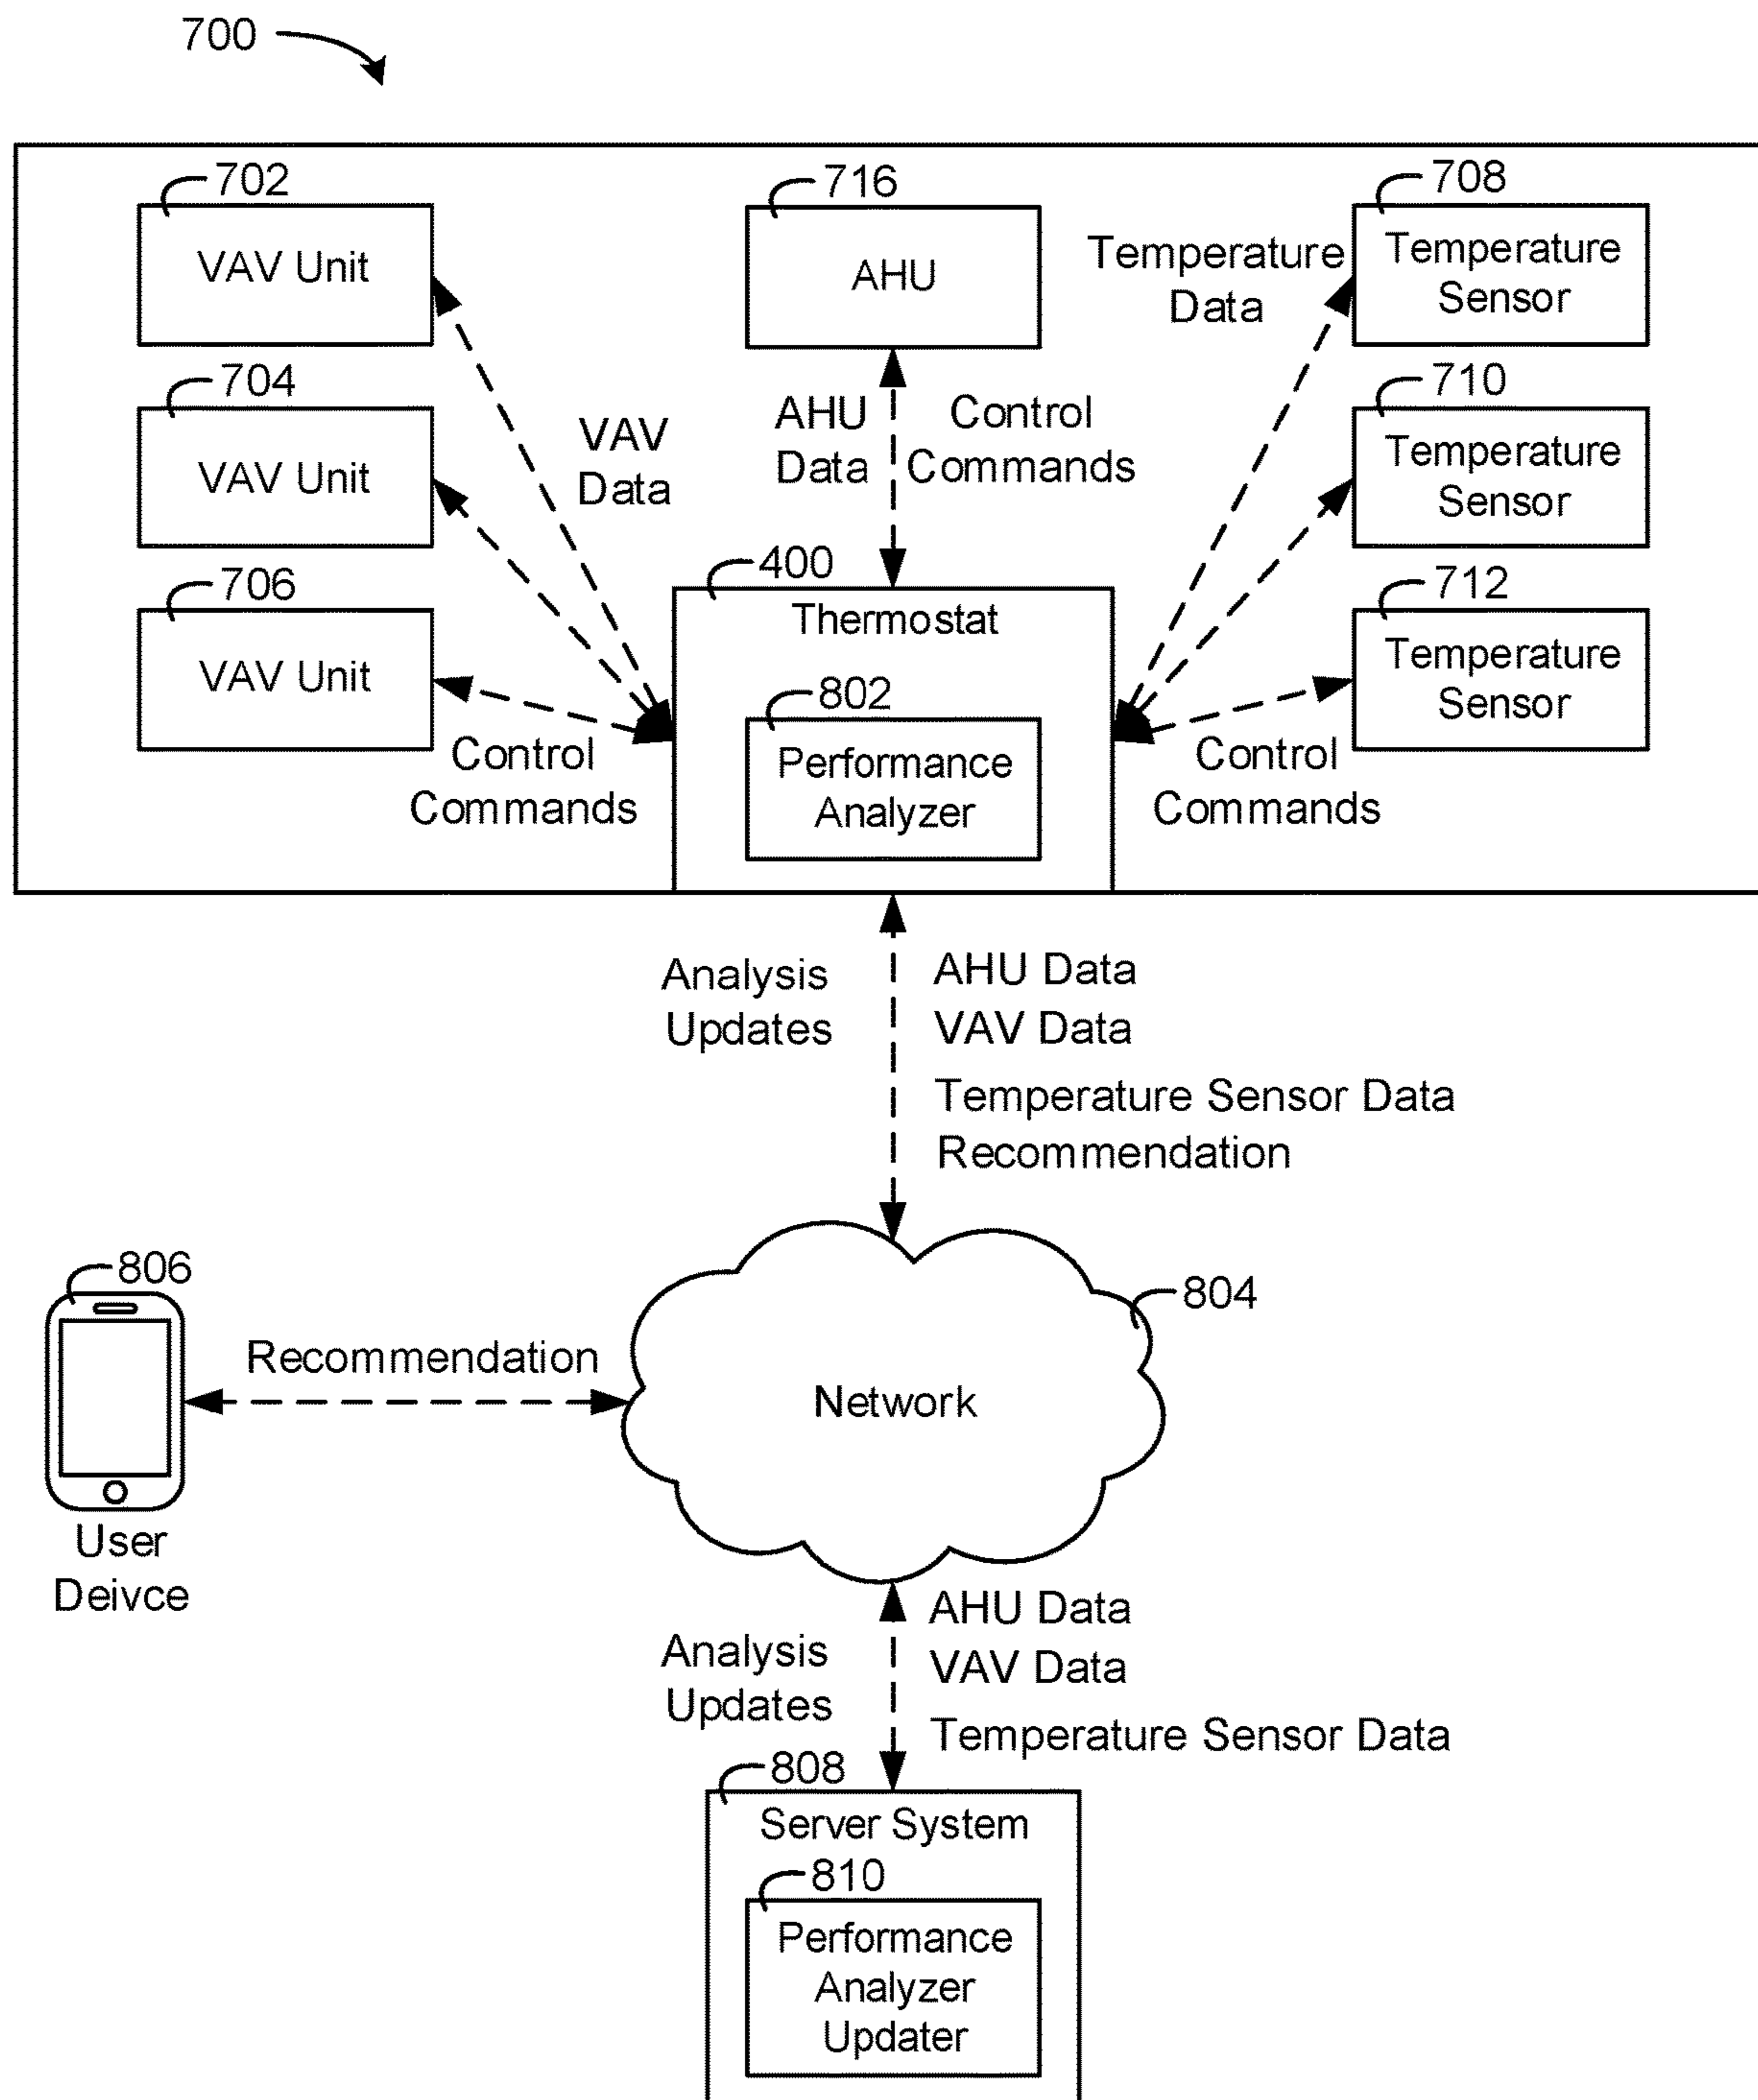 700
702
VAV Unit
704
VAV Unit
706
VAV Unit
VAV
Data
Control
Commands
716
AHU
AHU
Data
Control
Commands
400
Thermostat
802
Performance
Analyzer
Temperature
Data
708
Temperature
Sensor
710
Temperature
Sensor
712
Temperature
Sensor
Control
Commands
Analysis
Updates
AHU Data
VAV Data
Temperature Sensor Data
Recommendation
806
User
Deivce
Recommendation
804
Network
Analysis
Updates
AHU Data
VAV Data
Temperature Sensor Data
808
Server System
810
Performance
Analyzer
Updater